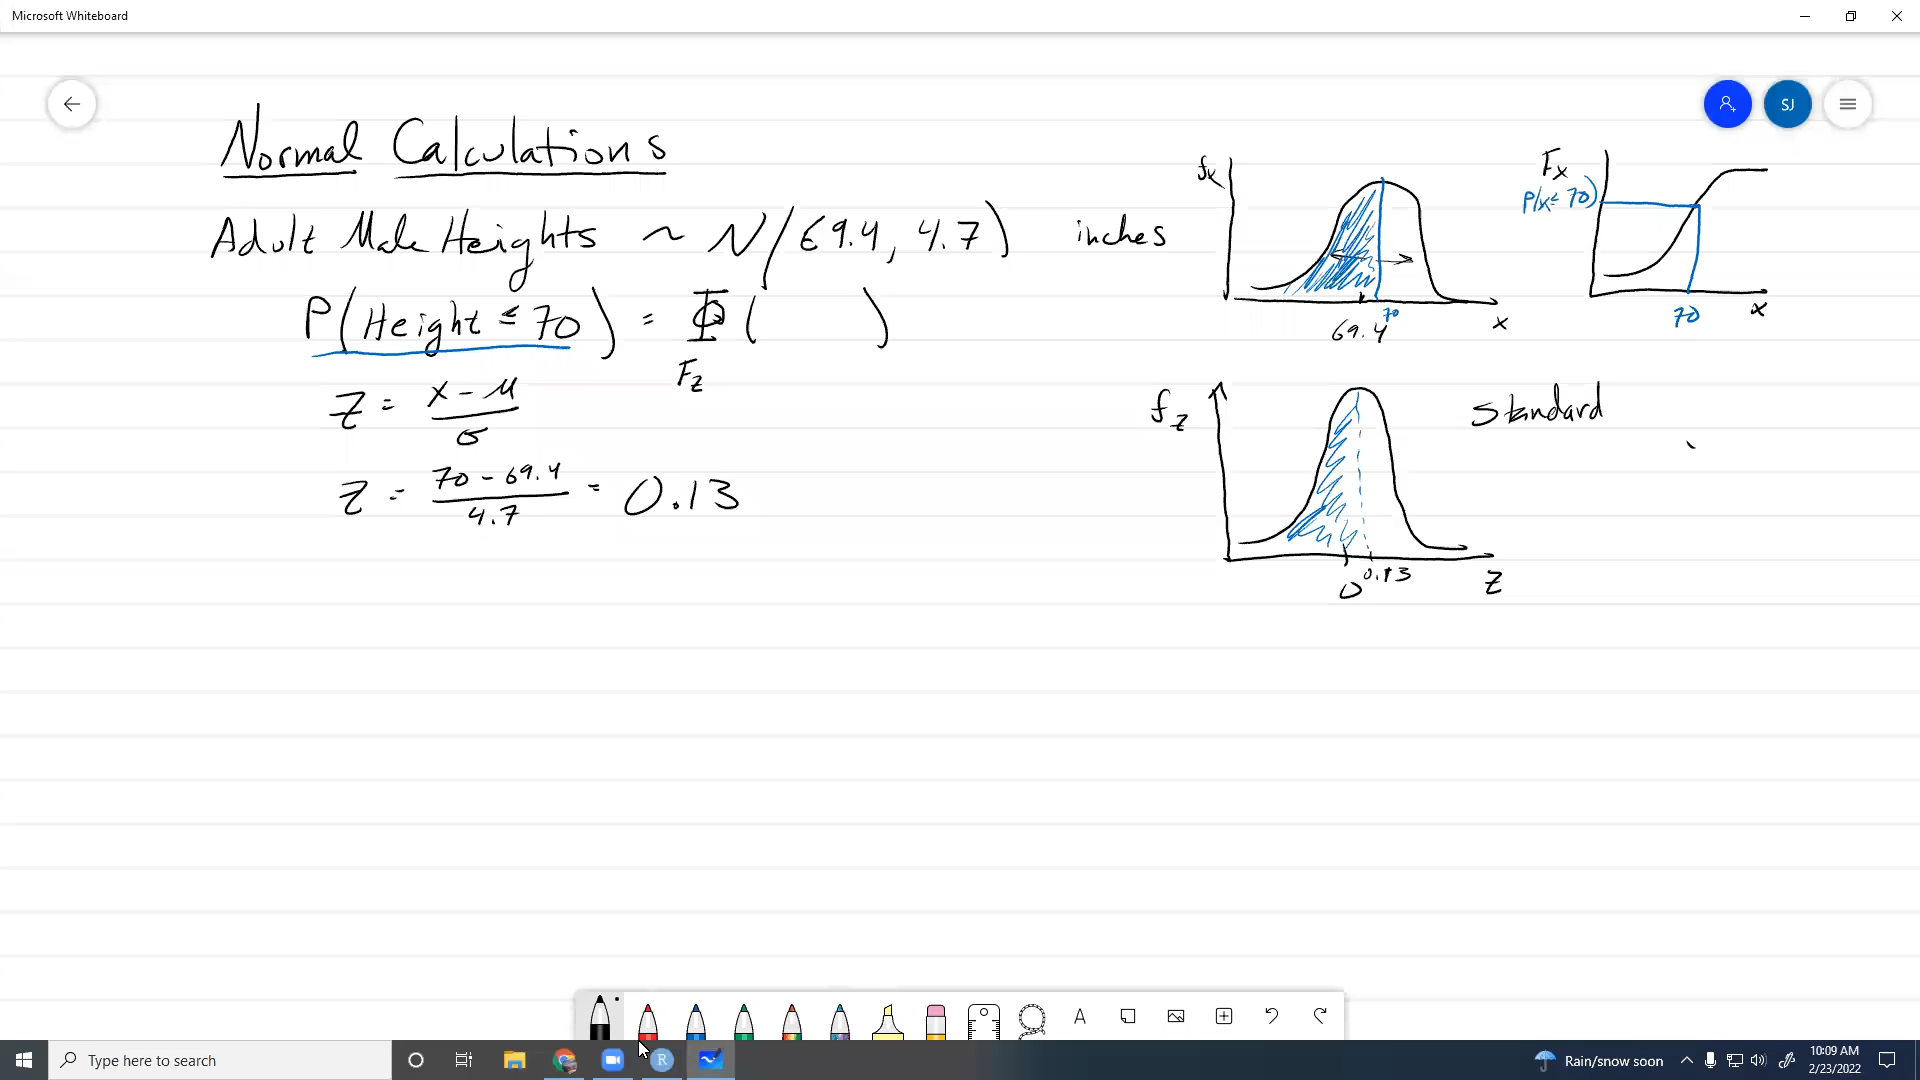 Microsoft Whiteboard
SJ
Normal Calculations
Adult Male Heights ~ N(69.4, 4.7) inches
P(Height ≤ 70) = Φ( )
F_Z
Z = (x - μ)/σ
Z = (70 - 69.4)/4.7 = 0.13
f_X
69.4
70
x
F_X
P(x ≤ 70)
70
x
f_Z
Standard
0
0.13
Z
Type here to search
Rain/snow soon
10:09 AM
2/23/2022